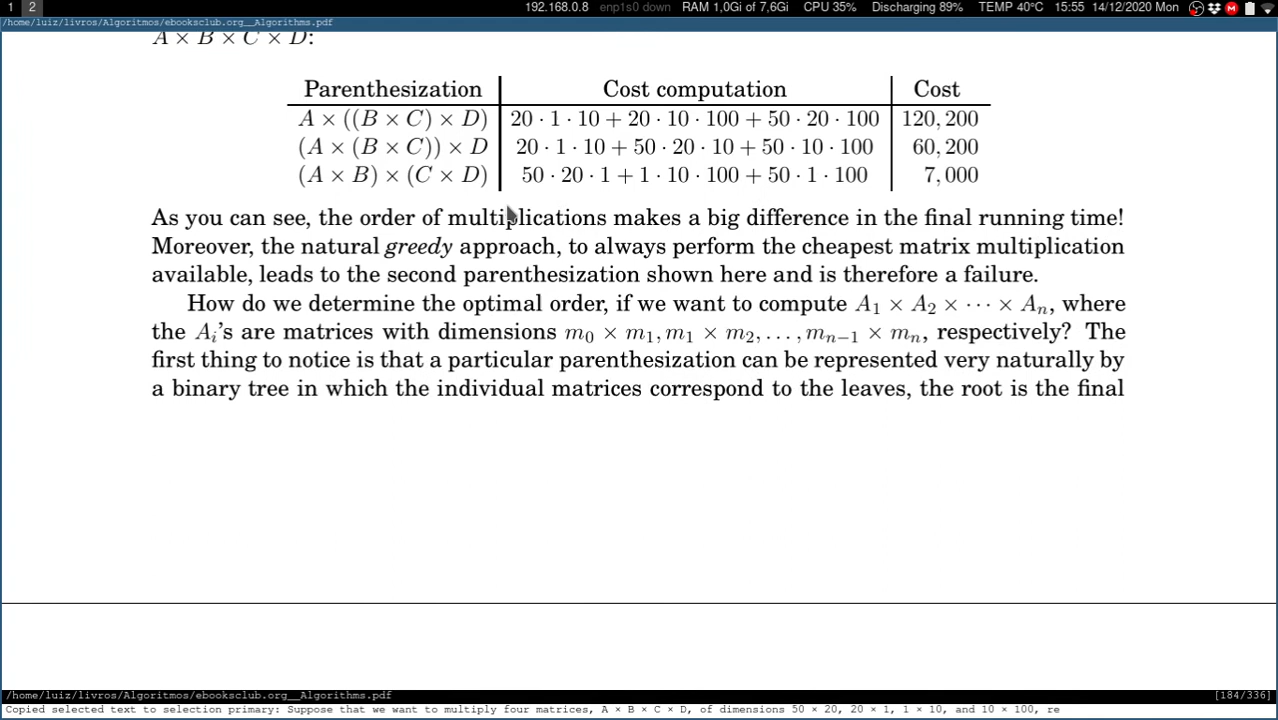 1 2 192.168.0.8 enp1s0 down RAM 1,0Gi of 7,6Gi CPU 35% Discharging 89% TEMP 40°C 15:55 14/12/2020 Mon
/home/luiz/livros/Algoritmos/ebooksclub.org__Algorithms.pdf
A × B × C × D:
Parenthesization Cost computation Cost
A × ((B × C) × D) 20 · 1 · 10 + 20 · 10 · 100 + 50 · 20 · 100 120,200
(A × (B × C)) × D 20 · 1 · 10 + 50 · 20 · 10 + 50 · 10 · 100 60,200
(A × B) × (C × D) 50 · 20 · 1 + 1 · 10 · 100 + 50 · 1 · 100 7,000
As you can see, the order of multiplications makes a big difference in the final running time!
Moreover, the natural greedy approach, to always perform the cheapest matrix multiplication
available, leads to the second parenthesization shown here and is therefore a failure.
How do we determine the optimal order, if we want to compute A₁ × A₂ × ··· × Aₙ, where
the Aᵢ's are matrices with dimensions m₀ × m₁, m₁ × m₂, . . . , mₙ₋₁ × mₙ, respectively? The
first thing to notice is that a particular parenthesization can be represented very naturally by
a binary tree in which the individual matrices correspond to the leaves, the root is the final
/home/luiz/livros/Algoritmos/ebooksclub.org__Algorithms.pdf [184/336]
Copied selected text to selection primary: Suppose that we want to multiply four matrices, A × B × C × D, of dimensions 50 × 20, 20 × 1, 1 × 10, and 10 × 100, re